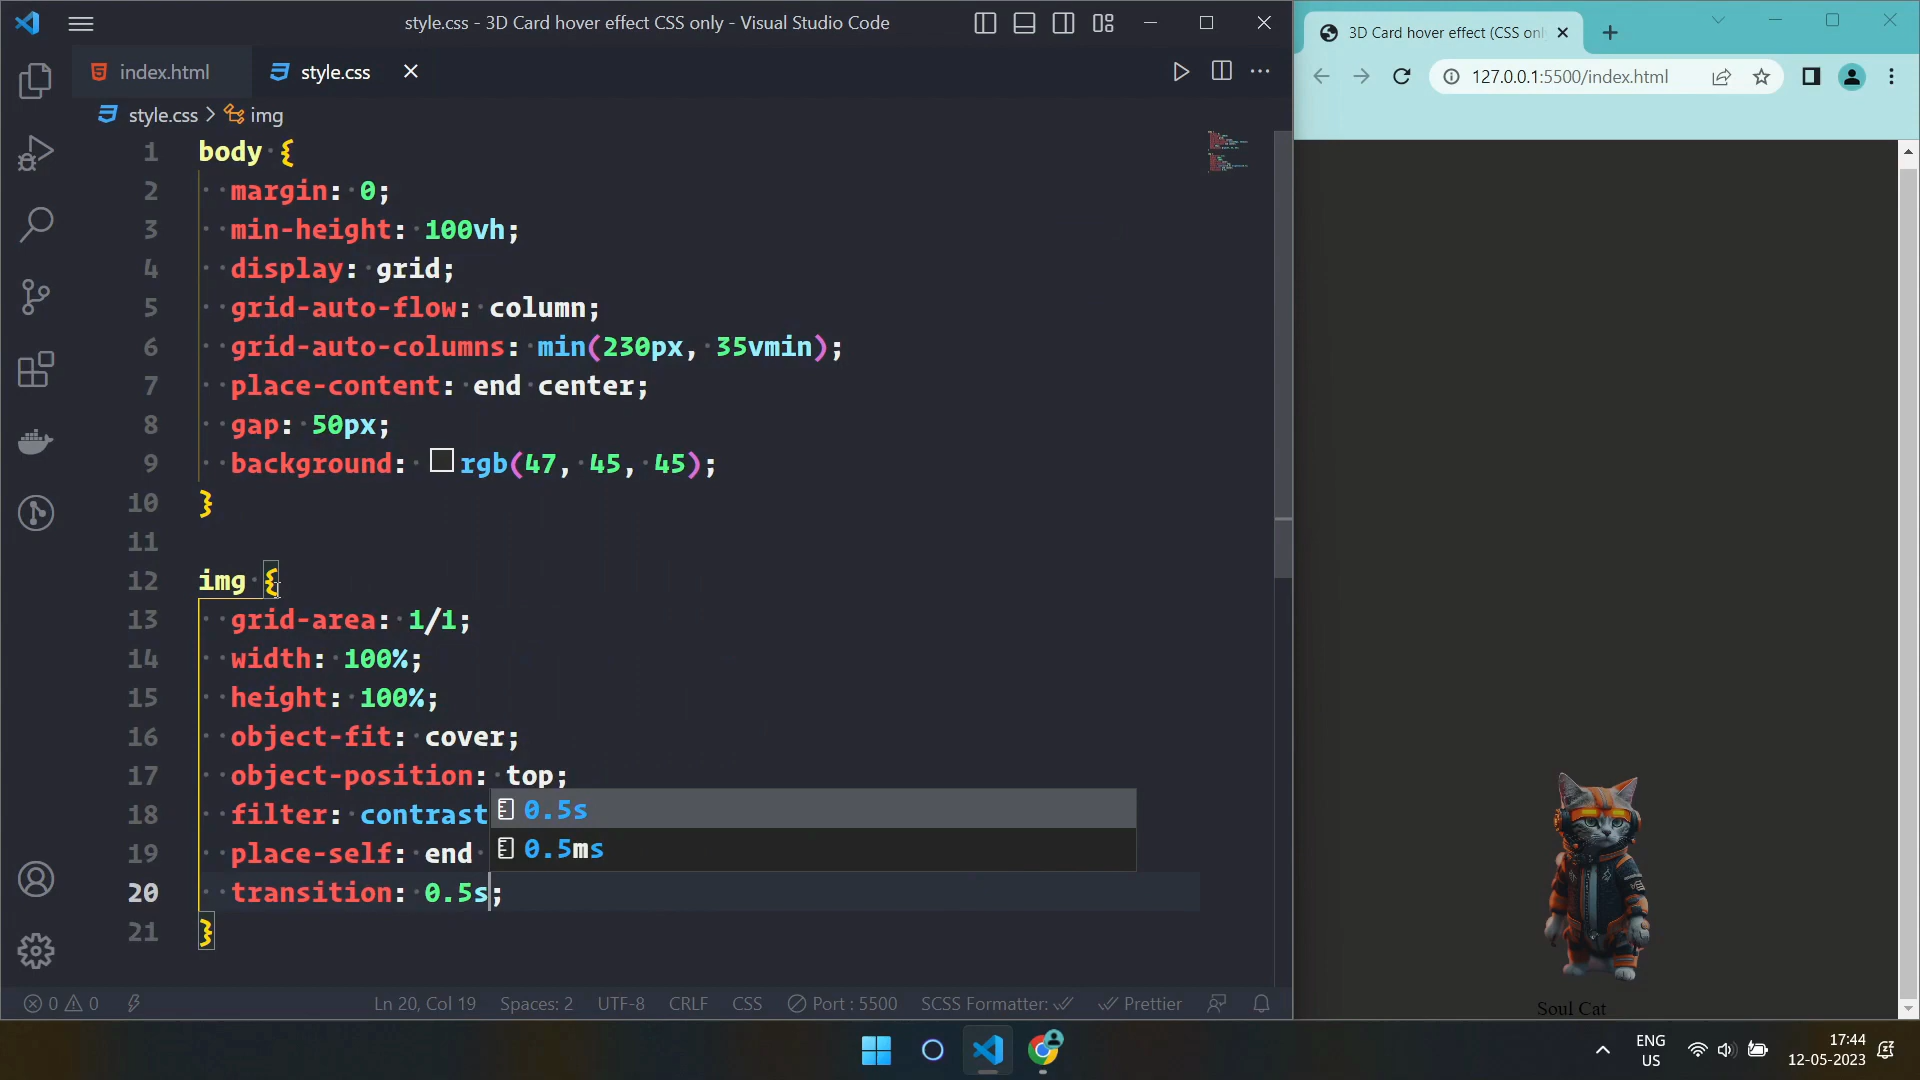 style.css - 3D Card hover effect CSS only - Visual Studio Code
index.html
style.css
style.css > img
1 body {
2 margin: 0;
3 min-height: 100vh;
4 display: grid;
5 grid-auto-flow: column;
6 grid-auto-columns: min(230px, 35vmin);
7 place-content: end center;
8 gap: 50px;
9 background: rgb(47, 45, 45);
10 }
11
12 img {
13 grid-area: 1/1;
14 width: 100%;
15 height: 100%;
16 object-fit: cover;
17 object-position: top;
18 filter: contrast
0.5s
19 place-self: end
0.5ms
20 transition: 0.5s;
21 }
0 0
Ln 20, Col 19
Spaces: 2
UTF-8
CRLF
CSS
Port : 5500
SCSS Formatter:
Prettier
3D Card hover effect (CSS onl
127.0.0.1:5500/index.html
Soul Cat
ENG
US
17:44
12-05-2023